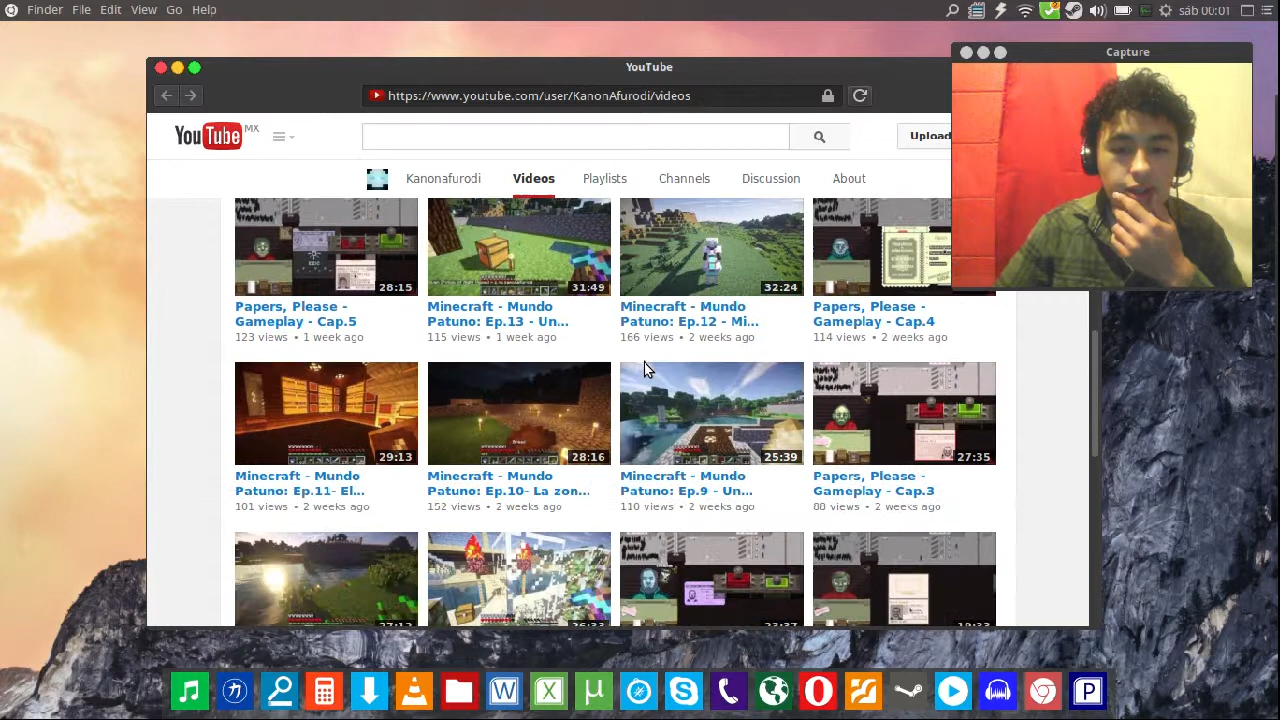 Finder File Edit View Go Help
sáb 00:01
YouTube
Capture
https://www.youtube.com/user/KanonAfurodi/videos
YouTube MX
Upload
Kanonafurodi Videos Playlists Channels Discussion About
28:15 31:49 32:24
Papers, Please - Gameplay - Cap.5
123 views • 1 week ago
Minecraft - Mundo Patuno: Ep.13 - Un...
115 views • 1 week ago
Minecraft - Mundo Patuno: Ep.12 - Mi...
166 views • 2 weeks ago
Papers, Please - Gameplay - Cap.4
114 views • 2 weeks ago
29:13 28:16 25:39 27:35
Minecraft - Mundo Patuno: Ep.11- El...
101 views • 2 weeks ago
Minecraft - Mundo Patuno: Ep.10- La zon...
152 views • 2 weeks ago
Minecraft - Mundo Patuno: Ep.9 - Un...
110 views • 2 weeks ago
Papers, Please - Gameplay - Cap.3
88 views • 2 weeks ago